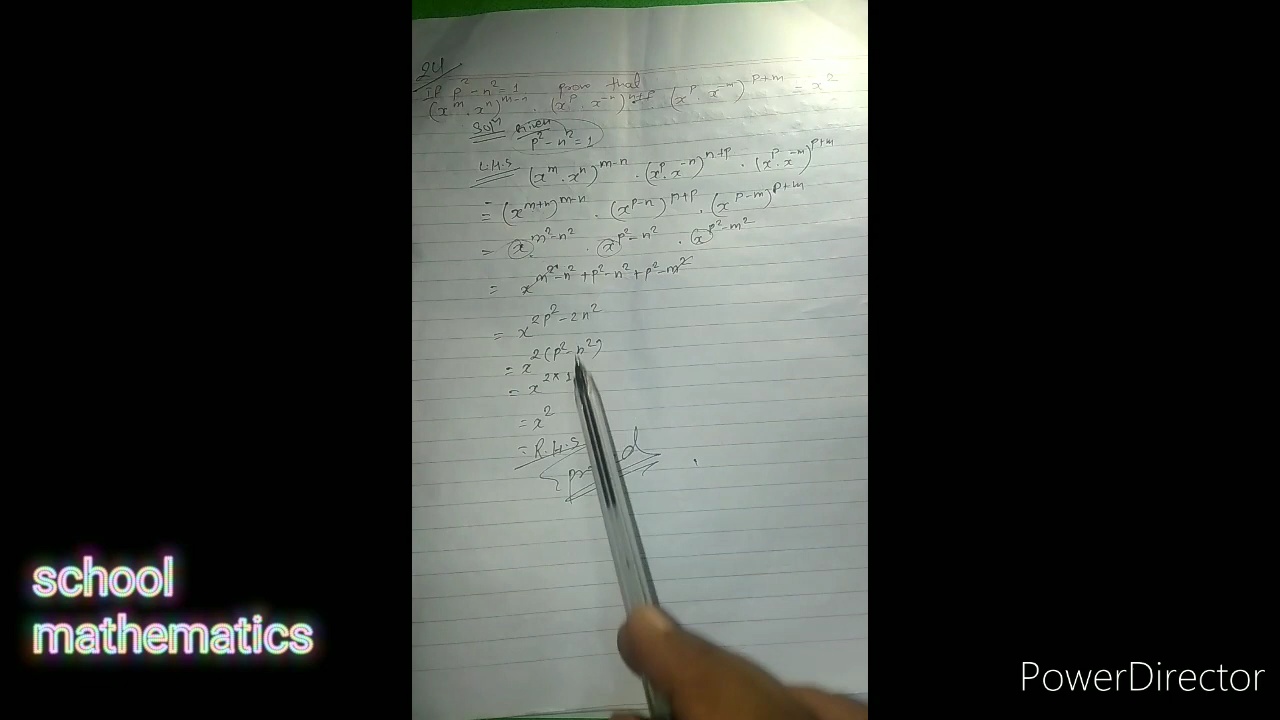 24
If p² - n² = 1 prove that
(xᵐ . xⁿ)ᵐ⁻ⁿ . (xᵖ . x⁻ⁿ)ⁿ⁺ᵖ (xᵖ . x⁻ᵐ)ᵖ⁺ᵐ = x²
Solⁿ Given
p² - n² = 1
L.H.S (xᵐ . xⁿ)ᵐ⁻ⁿ . (xᵖ . x⁻ⁿ)ⁿ⁺ᵖ . (xᵖ . x⁻ᵐ)ᵖ⁺ᵐ
= (xᵐ⁺ⁿ)ᵐ⁻ⁿ . (xᵖ⁻ⁿ)ⁿ⁺ᵖ . (xᵖ⁻ᵐ)ᵖ⁺ᵐ
= x^m²-n² . x^p²-n² . x^p²-m²
= x^m²-n²+p²-n²+p²-m²
= x^2p²-2n²
= x^2(p²-n²)
= x^2×1
= x²
= R.H.S
school
mathematics
PowerDirector